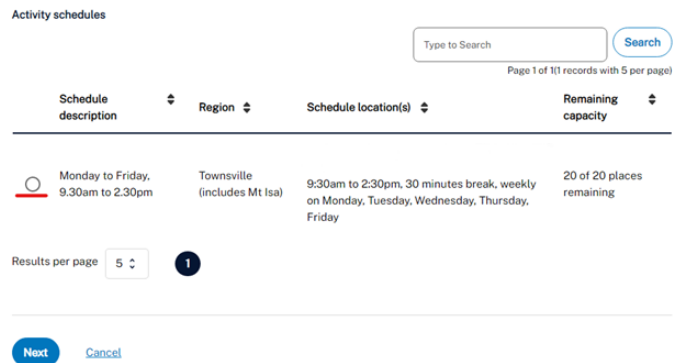 Activity schedules
Type to Search
Search
Page 1 of 1(1 records with 5 per page)
Schedule description
Region
Schedule location(s)
Remaining capacity
Monday to Friday,
9.30am to 2.30pm
Townsville
(includes Mt Isa)
9:30am to 2:30pm, 30 minutes break, weekly
on Monday, Tuesday, Wednesday, Thursday,
Friday
20 of 20 places
remaining
Results per page
5
1
Next
Cancel